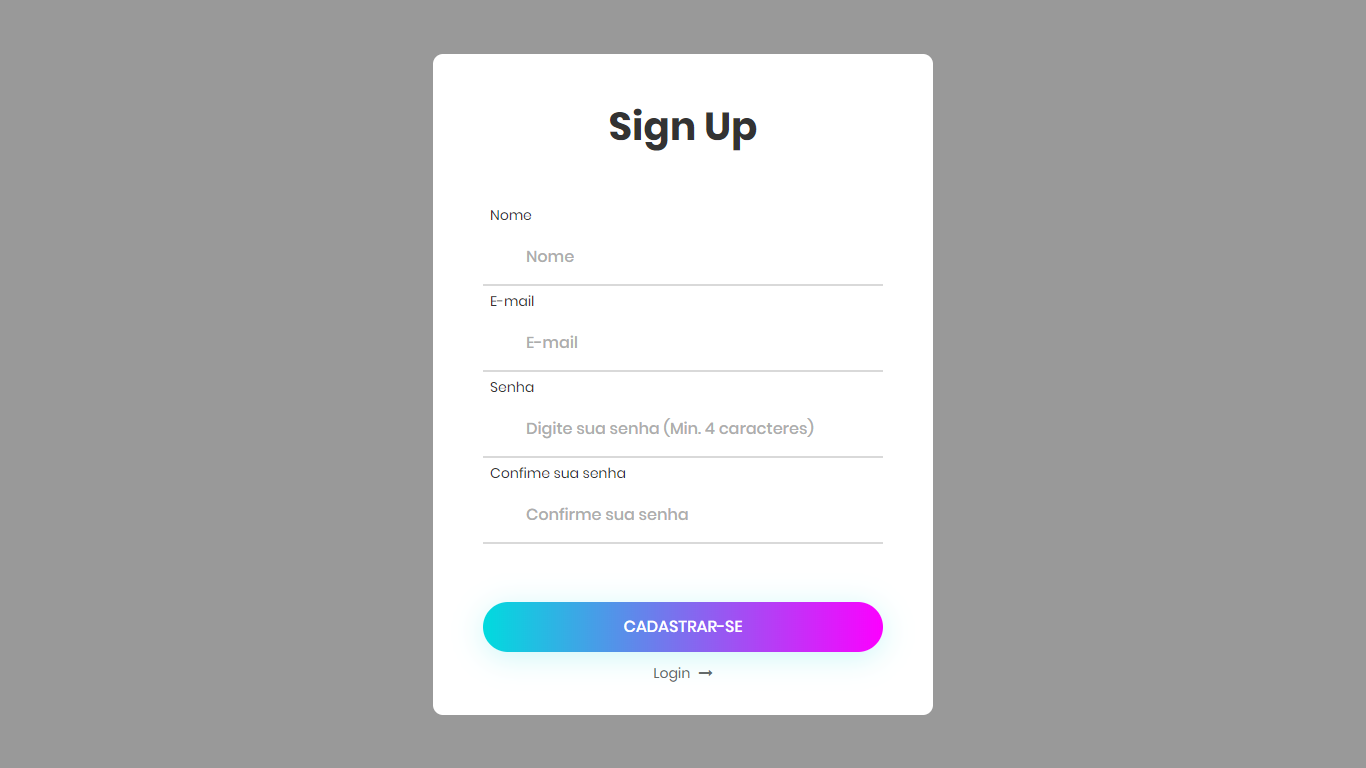 Sign Up
Nome
Nome
E-mail
E-mail
Senha
Digite sua senha (Min. 4 caracteres)
Confime sua senha
Confirme sua senha
CADASTRAR-SE
Login →